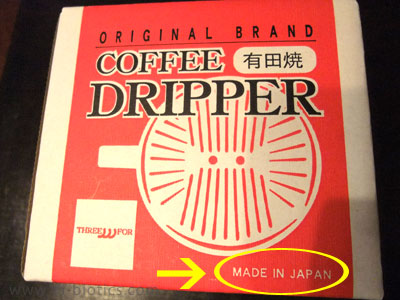 ORIGINAL BRAND
COFFEE 有田焼
DRIPPER
THREE FOR
MADE IN JAPAN